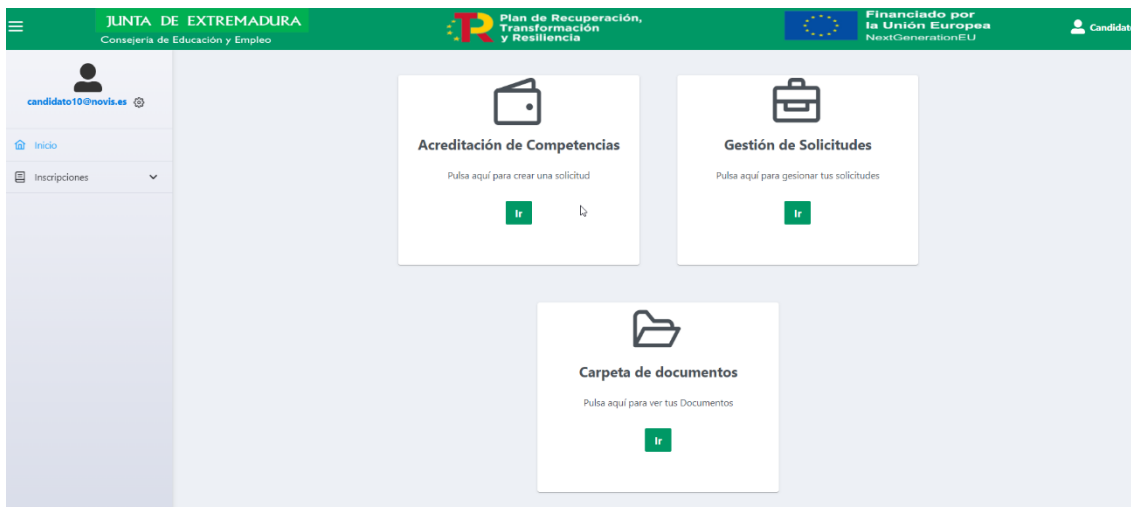 JUNTA DE EXTREMADURA
Consejería de Educación y Empleo
Plan de Recuperación,
Transformación
y Resiliencia
Financiado por
la Unión Europea
NextGenerationEU
Candidat
candidato10@novis.es
Inicio
Inscripciones
Acreditación de Competencias
Pulsa aquí para crear una solicitud
Ir
Gestión de Solicitudes
Pulsa aquí para gesionar tus solicitudes
Ir
Carpeta de documentos
Pulsa aquí para ver tus Documentos
Ir